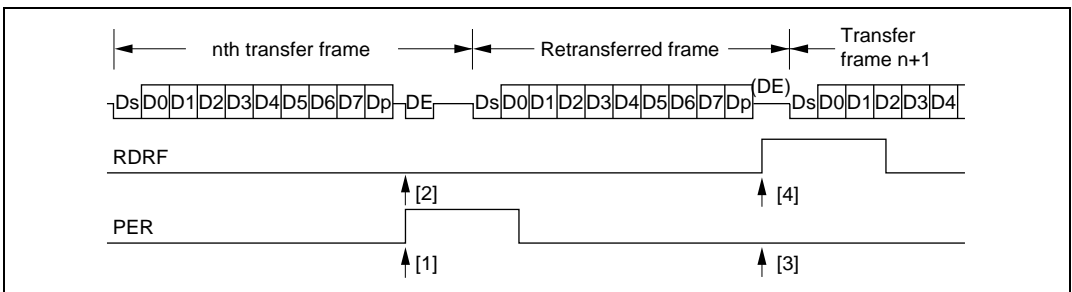 nth transfer frame
Retransferred frame
Transfer
frame n+1
Ds D0 D1 D2 D3 D4 D5 D6 D7 Dp DE Ds D0 D1 D2 D3 D4 D5 D6 D7 Dp (DE) Ds D0 D1 D2 D3 D4
RDRF
[2] [4]
PER
[1] [3]